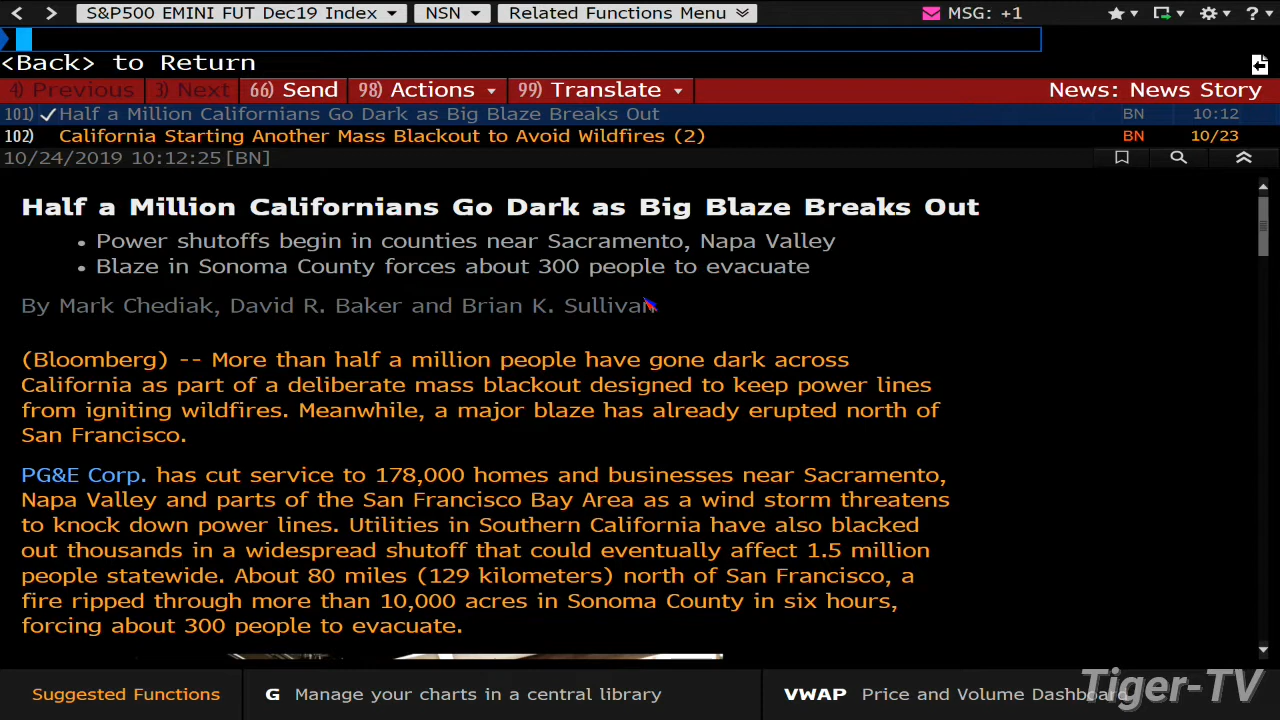 S&P500 EMINI FUT Dec19 Index NSN Related Functions Menu MSG: +1 ?
<Back> to Return
4) Previous 3) Next 66) Send 98) Actions 99) Translate News: News Story
101) Half a Million Californians Go Dark as Big Blaze Breaks Out BN 10:12
102) California Starting Another Mass Blackout to Avoid Wildfires (2) BN 10/23
10/24/2019 10:12:25 [BN]
Half a Million Californians Go Dark as Big Blaze Breaks Out
• Power shutoffs begin in counties near Sacramento, Napa Valley
• Blaze in Sonoma County forces about 300 people to evacuate
By Mark Chediak, David R. Baker and Brian K. Sullivan
(Bloomberg) -- More than half a million people have gone dark across
California as part of a deliberate mass blackout designed to keep power lines
from igniting wildfires. Meanwhile, a major blaze has already erupted north of
San Francisco.
PG&E Corp. has cut service to 178,000 homes and businesses near Sacramento,
Napa Valley and parts of the San Francisco Bay Area as a wind storm threatens
to knock down power lines. Utilities in Southern California have also blacked
out thousands in a widespread shutoff that could eventually affect 1.5 million
people statewide. About 80 miles (129 kilometers) north of San Francisco, a
fire ripped through more than 10,000 acres in Sonoma County in six hours,
forcing about 300 people to evacuate.
Suggested Functions G Manage your charts in a central library VWAP Price and Volume Dashboard
Tiger-TV